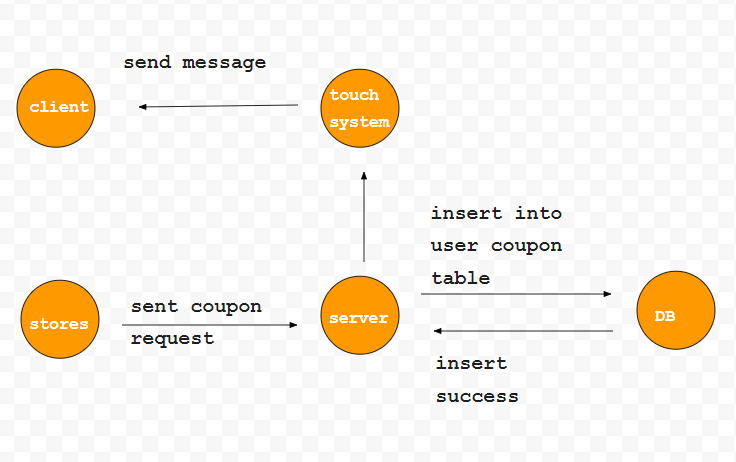 send message
client
touch
system
insert into
user coupon
table
sent coupon
request
stores
server
DB
insert
success